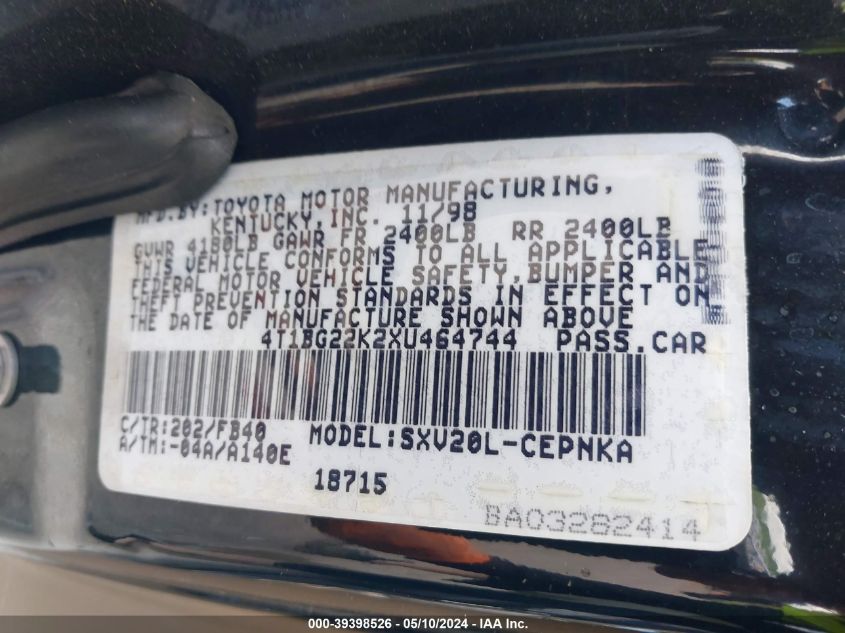 MFD.BY:TOYOTA MOTOR MANUFACTURING,
KENTUCKY,INC. 11/98
GVWR 4180LB GAWR FR 2400LB RR 2400LB
THIS VEHICLE CONFORMS TO ALL APPLICABLE
FEDERAL MOTOR VEHICLE SAFETY,BUMPER AND
THEFT PREVENTION STANDARDS IN EFFECT ON
THE DATE OF MANUFACTURE SHOWN ABOVE
4T1BG22K2XU464744 PASS.CAR
C/TR:202/FB40 MODEL:SXV20L-CEPNKA
A/TM:-04A/A140E
18715
BA03282414
000-39398526 - 05/10/2024 - IAA Inc.